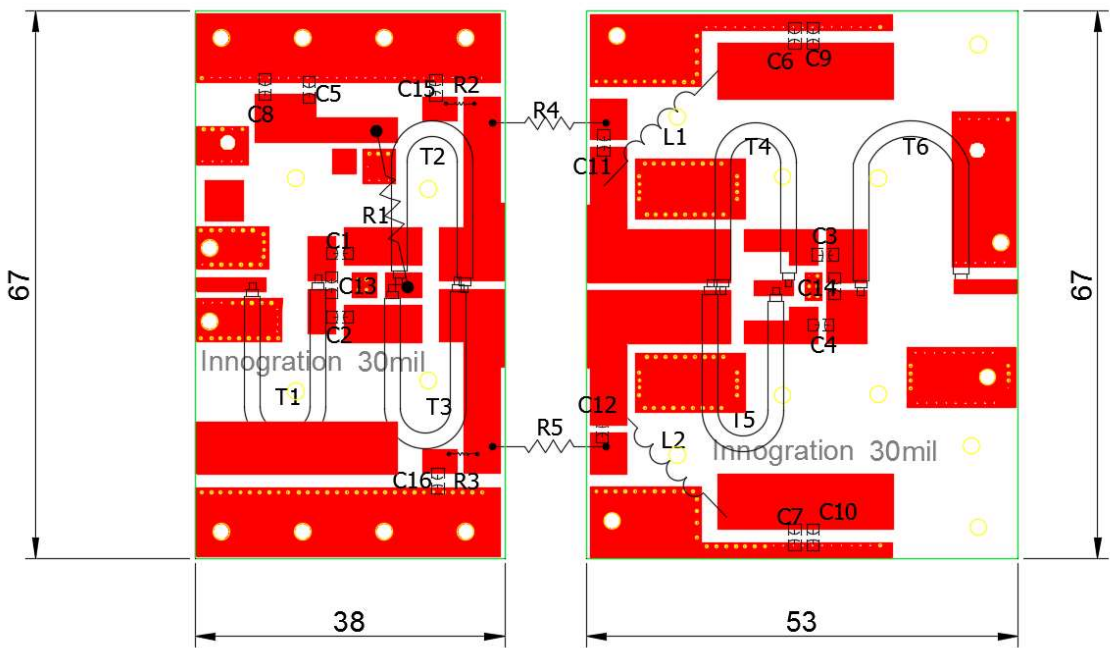 C6
C9
C15
R2
C8
C5
R4
L1
T2
T4
T6
C11
R1
C1
C3
67
C13
C14
67
C2
C4
Innogration 30mil
T1
T3
C12
T5
R5
L2
Innogration 30mil
C16
R3
C7
C10
38
53